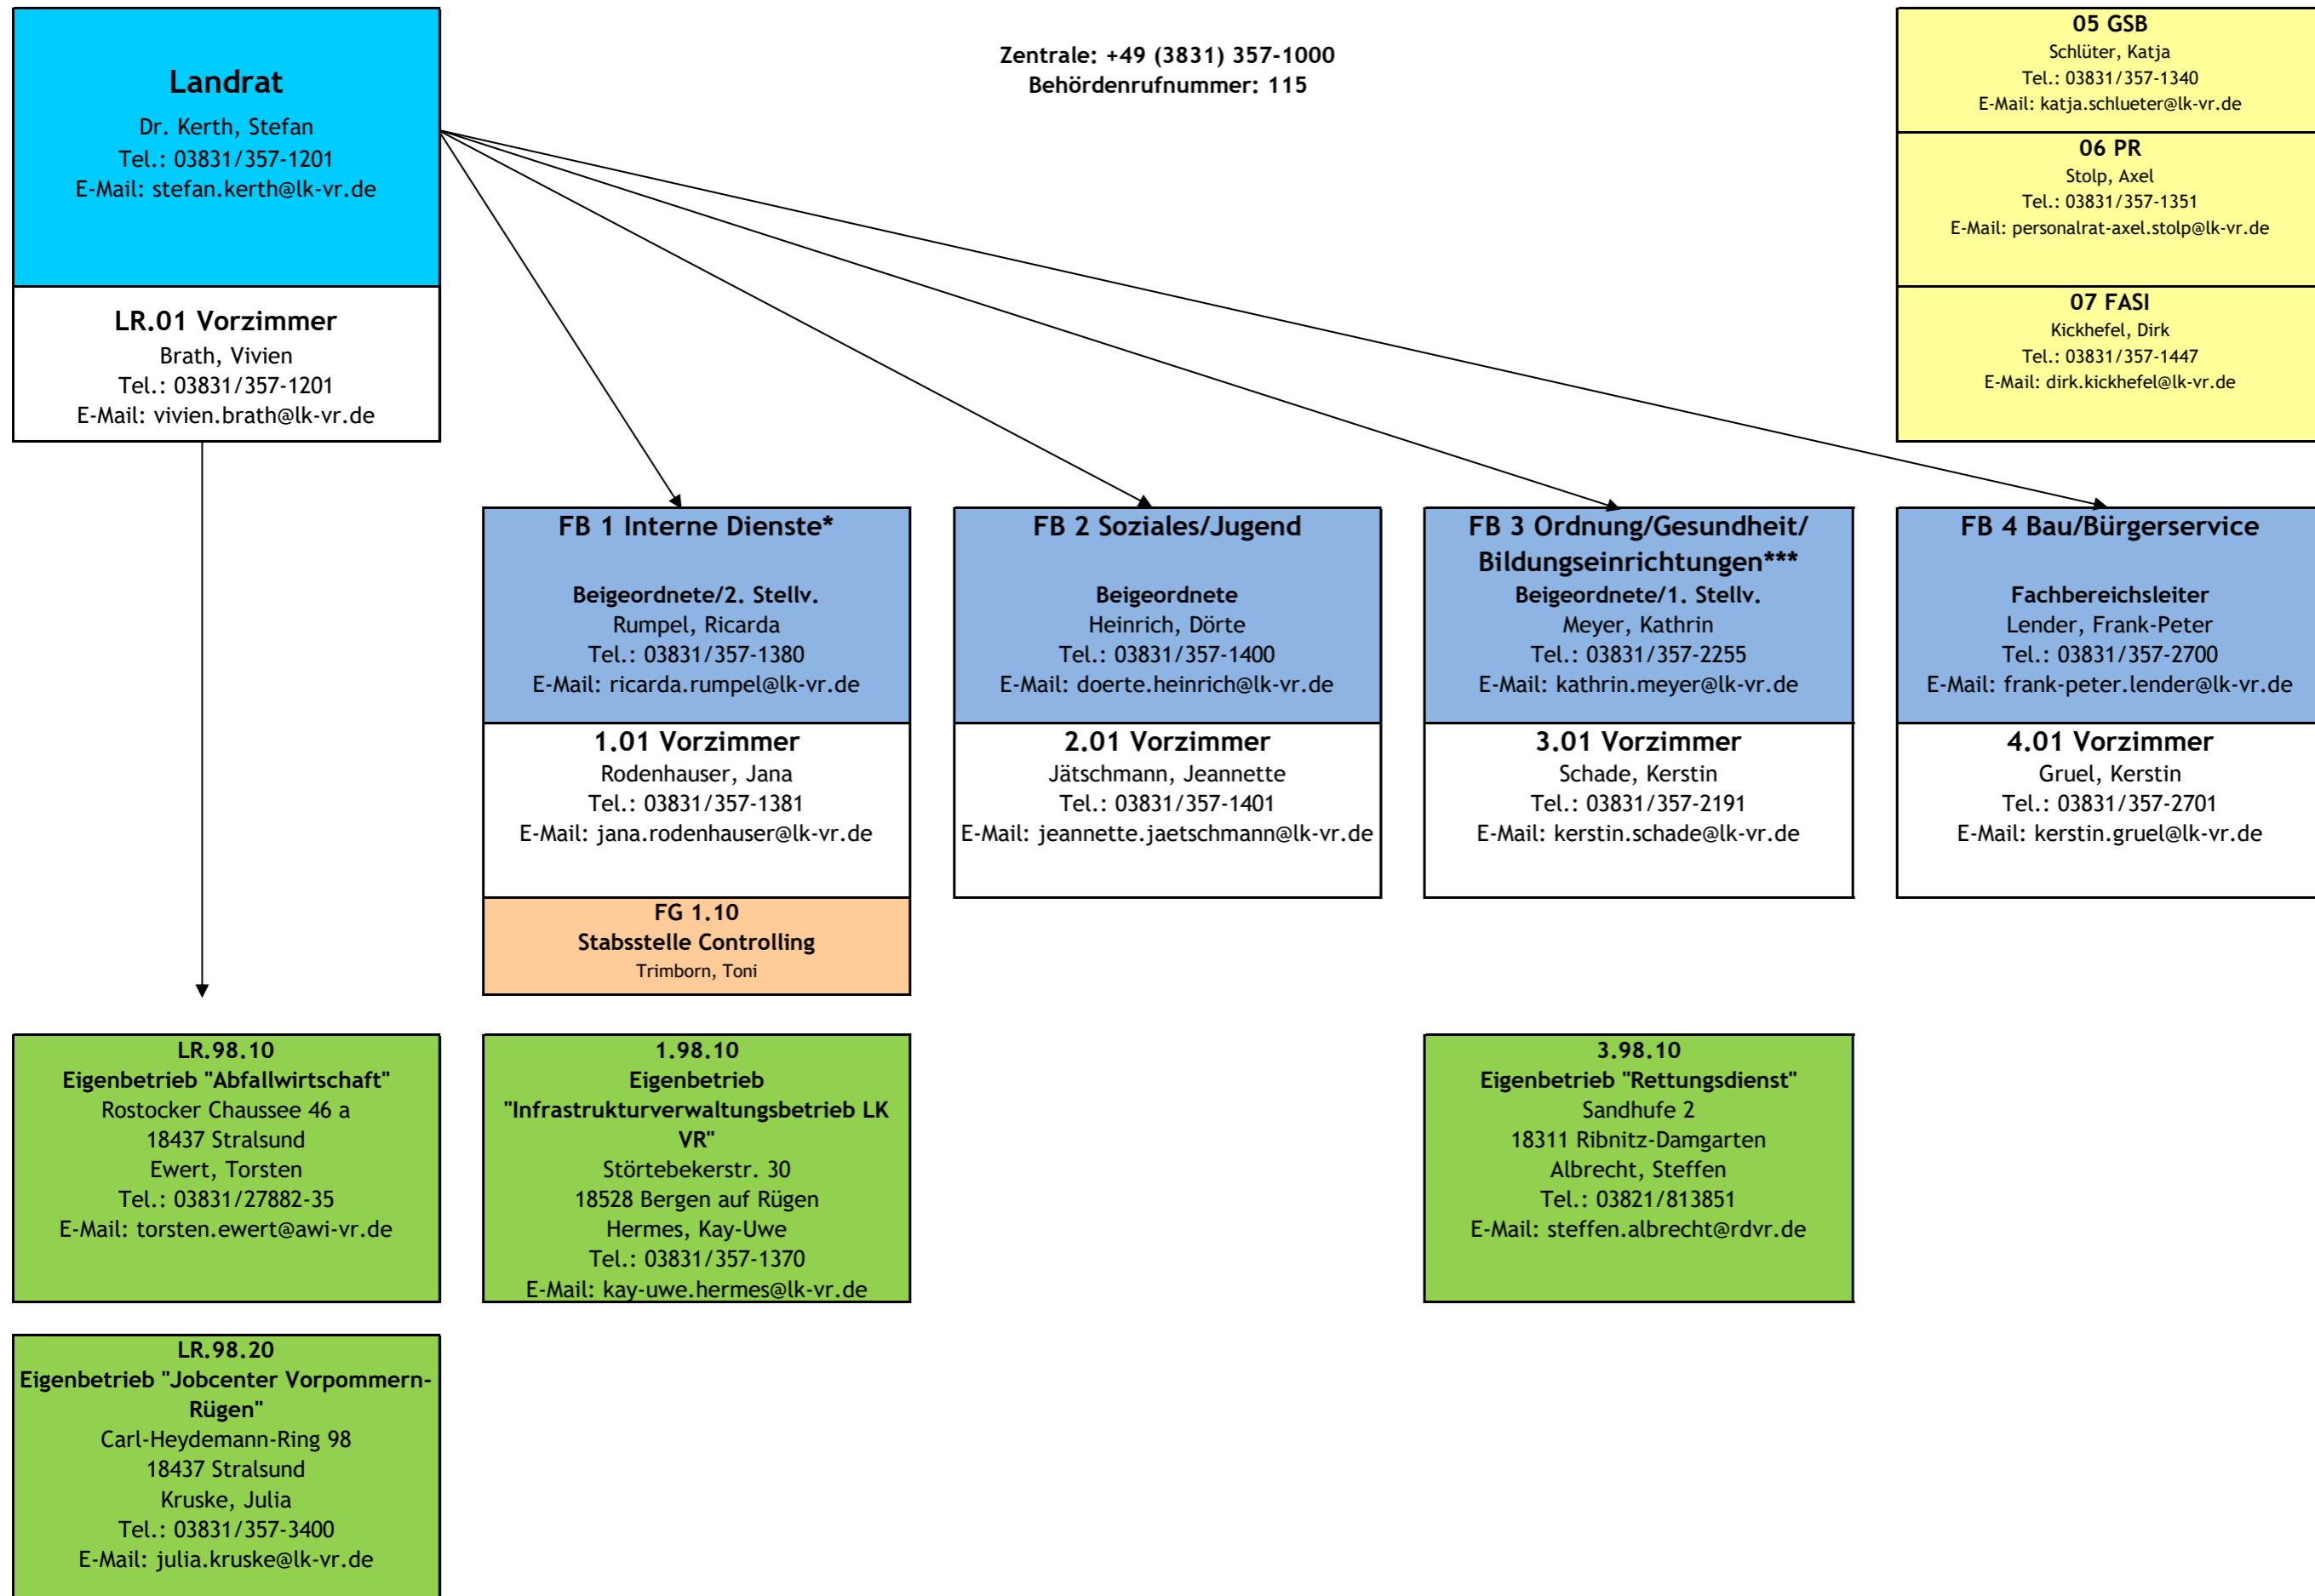 Landrat
Dr. Kerth, Stefan
Tel.: 03831/357-1201
E-Mail: stefan.kerth@lk-vr.de
LR.01 Vorzimmer
Brath, Vivien
Tel.: 03831/357-1201
E-Mail: vivien.brath@lk-vr.de
Zentrale: +49 (3831) 357-1000
Behördenrufnummer: 115
05 GSB
Schlüter, Katja
Tel.: 03831/357-1340
E-Mail: katja.schlueter@lk-vr.de
06 PR
Stolp, Axel
Tel.: 03831/357-1351
E-Mail: personalrat-axel.stolp@lk-vr.de
07 FASI
Kickhefel, Dirk
Tel.: 03831/357-1447
E-Mail: dirk.kickhefel@lk-vr.de
FB 1 Interne Dienste*
Beigeordnete/2. Stellv.
Rumpel, Ricarda
Tel.: 03831/357-1380
E-Mail: ricarda.rumpel@lk-vr.de
1.01 Vorzimmer
Rodenhauser, Jana
Tel.: 03831/357-1381
E-Mail: jana.rodenhauser@lk-vr.de
FG 1.10
Stabsstelle Controlling
Trimborn, Toni
FB 2 Soziales/Jugend
Beigeordnete
Heinrich, Dörte
Tel.: 03831/357-1400
E-Mail: doerte.heinrich@lk-vr.de
2.01 Vorzimmer
Jätschmann, Jeannette
Tel.: 03831/357-1401
E-Mail: jeannette.jaetschmann@lk-vr.de
FB 3 Ordnung/Gesundheit/
Bildungseinrichtungen***
Beigeordnete/1. Stellv.
Meyer, Kathrin
Tel.: 03831/357-2255
E-Mail: kathrin.meyer@lk-vr.de
3.01 Vorzimmer
Schade, Kerstin
Tel.: 03831/357-2191
E-Mail: kerstin.schade@lk-vr.de
FB 4 Bau/Bürgerservice
Fachbereichsleiter
Lender, Frank-Peter
Tel.: 03831/357-2700
E-Mail: frank-peter.lender@lk-vr.de
4.01 Vorzimmer
Gruel, Kerstin
Tel.: 03831/357-2701
E-Mail: kerstin.gruel@lk-vr.de
LR.98.10
Eigenbetrieb "Abfallwirtschaft"
Rostocker Chaussee 46 a
18437 Stralsund
Ewert, Torsten
Tel.: 03831/27882-35
E-Mail: torsten.ewert@awi-vr.de
1.98.10
Eigenbetrieb
"Infrastrukturverwaltungsbetrieb LK
VR"
Störtebekerstr. 30
18528 Bergen auf Rügen
Hermes, Kay-Uwe
Tel.: 03831/357-1370
E-Mail: kay-uwe.hermes@lk-vr.de
3.98.10
Eigenbetrieb "Rettungsdienst"
Sandhufe 2
18311 Ribnitz-Damgarten
Albrecht, Steffen
Tel.: 03821/813851
E-Mail: steffen.albrecht@rdvr.de
LR.98.20
Eigenbetrieb "Jobcenter Vorpommern-
Rügen"
Carl-Heydemann-Ring 98
18437 Stralsund
Kruske, Julia
Tel.: 03831/357-3400
E-Mail: julia.kruske@lk-vr.de